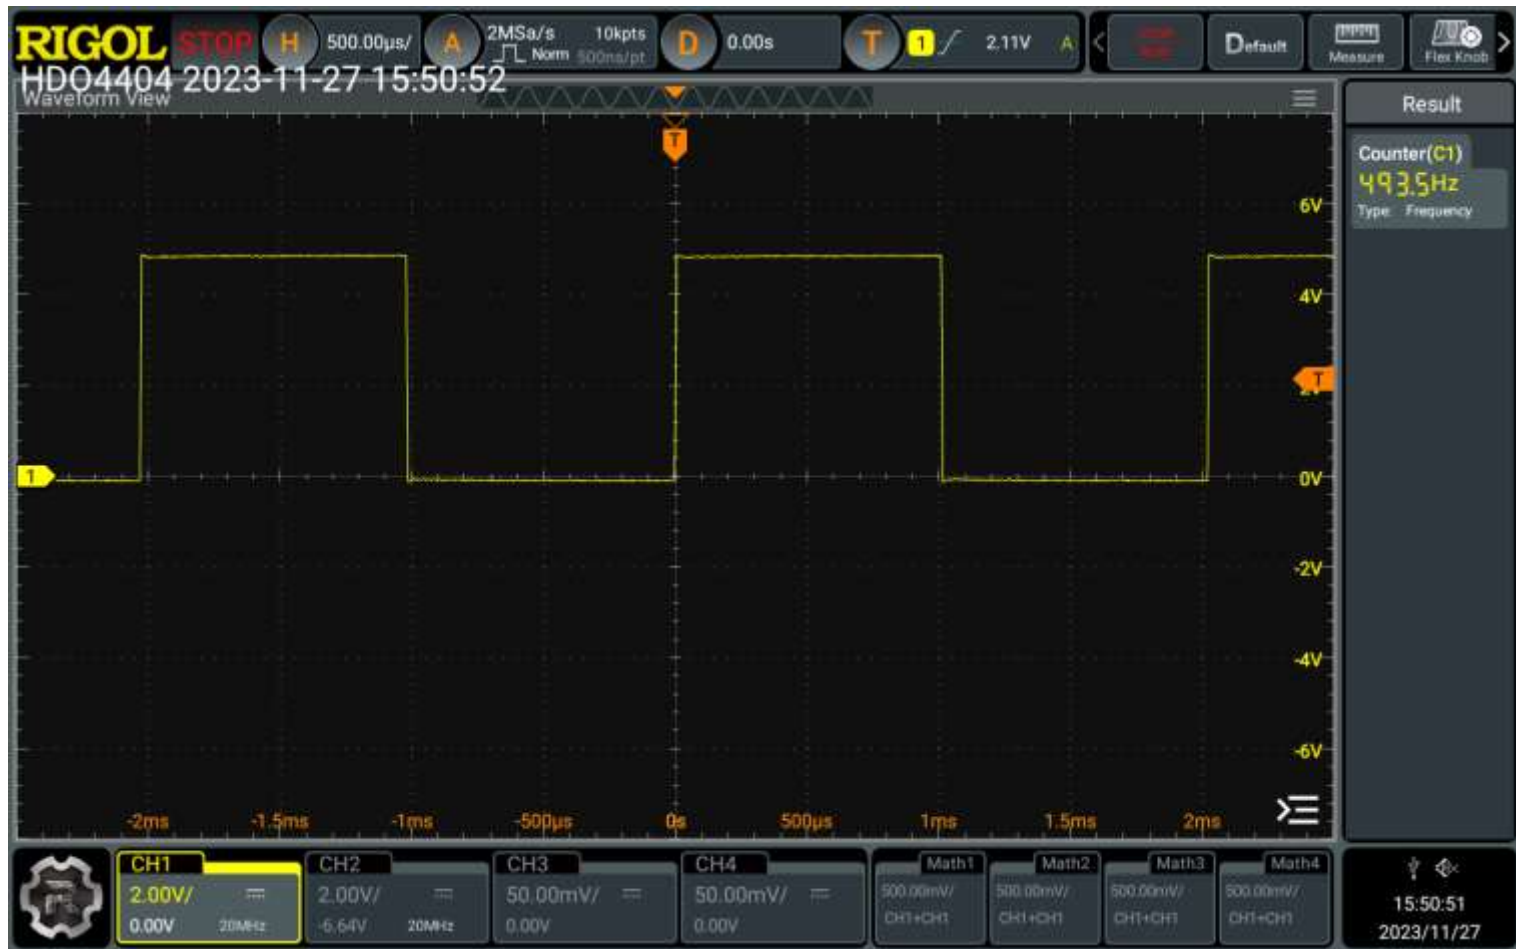 RIGOL STOP H 500.00μs/ A 2MSa/s 10kpts D 0.00s T 1 2.11V A < Default Measure Flex Knob >
Norm 500ns/pt
HDO4404 2023-11-27 15:50:52
Waveform View
Result
T
Counter(C1)
493.5Hz
Type: Frequency
6V
4V
T
2V
1
0V
-2V
-4V
-6V
-2ms -1.5ms -1ms -500μs 0s 500μs 1ms 1.5ms 2ms
CH1 CH2 CH3 CH4 Math1 Math2 Math3 Math4
2.00V/ 2.00V/ 50.00mV/ 50.00mV/ 500.00mV/ 500.00mV/ 500.00mV/ 500.00mV/
0.00V 20MHz -6.64V 20MHz 0.00V 0.00V CH1+CH1 CH1+CH1 CH1+CH1 CH1+CH1
15:50:51
2023/11/27